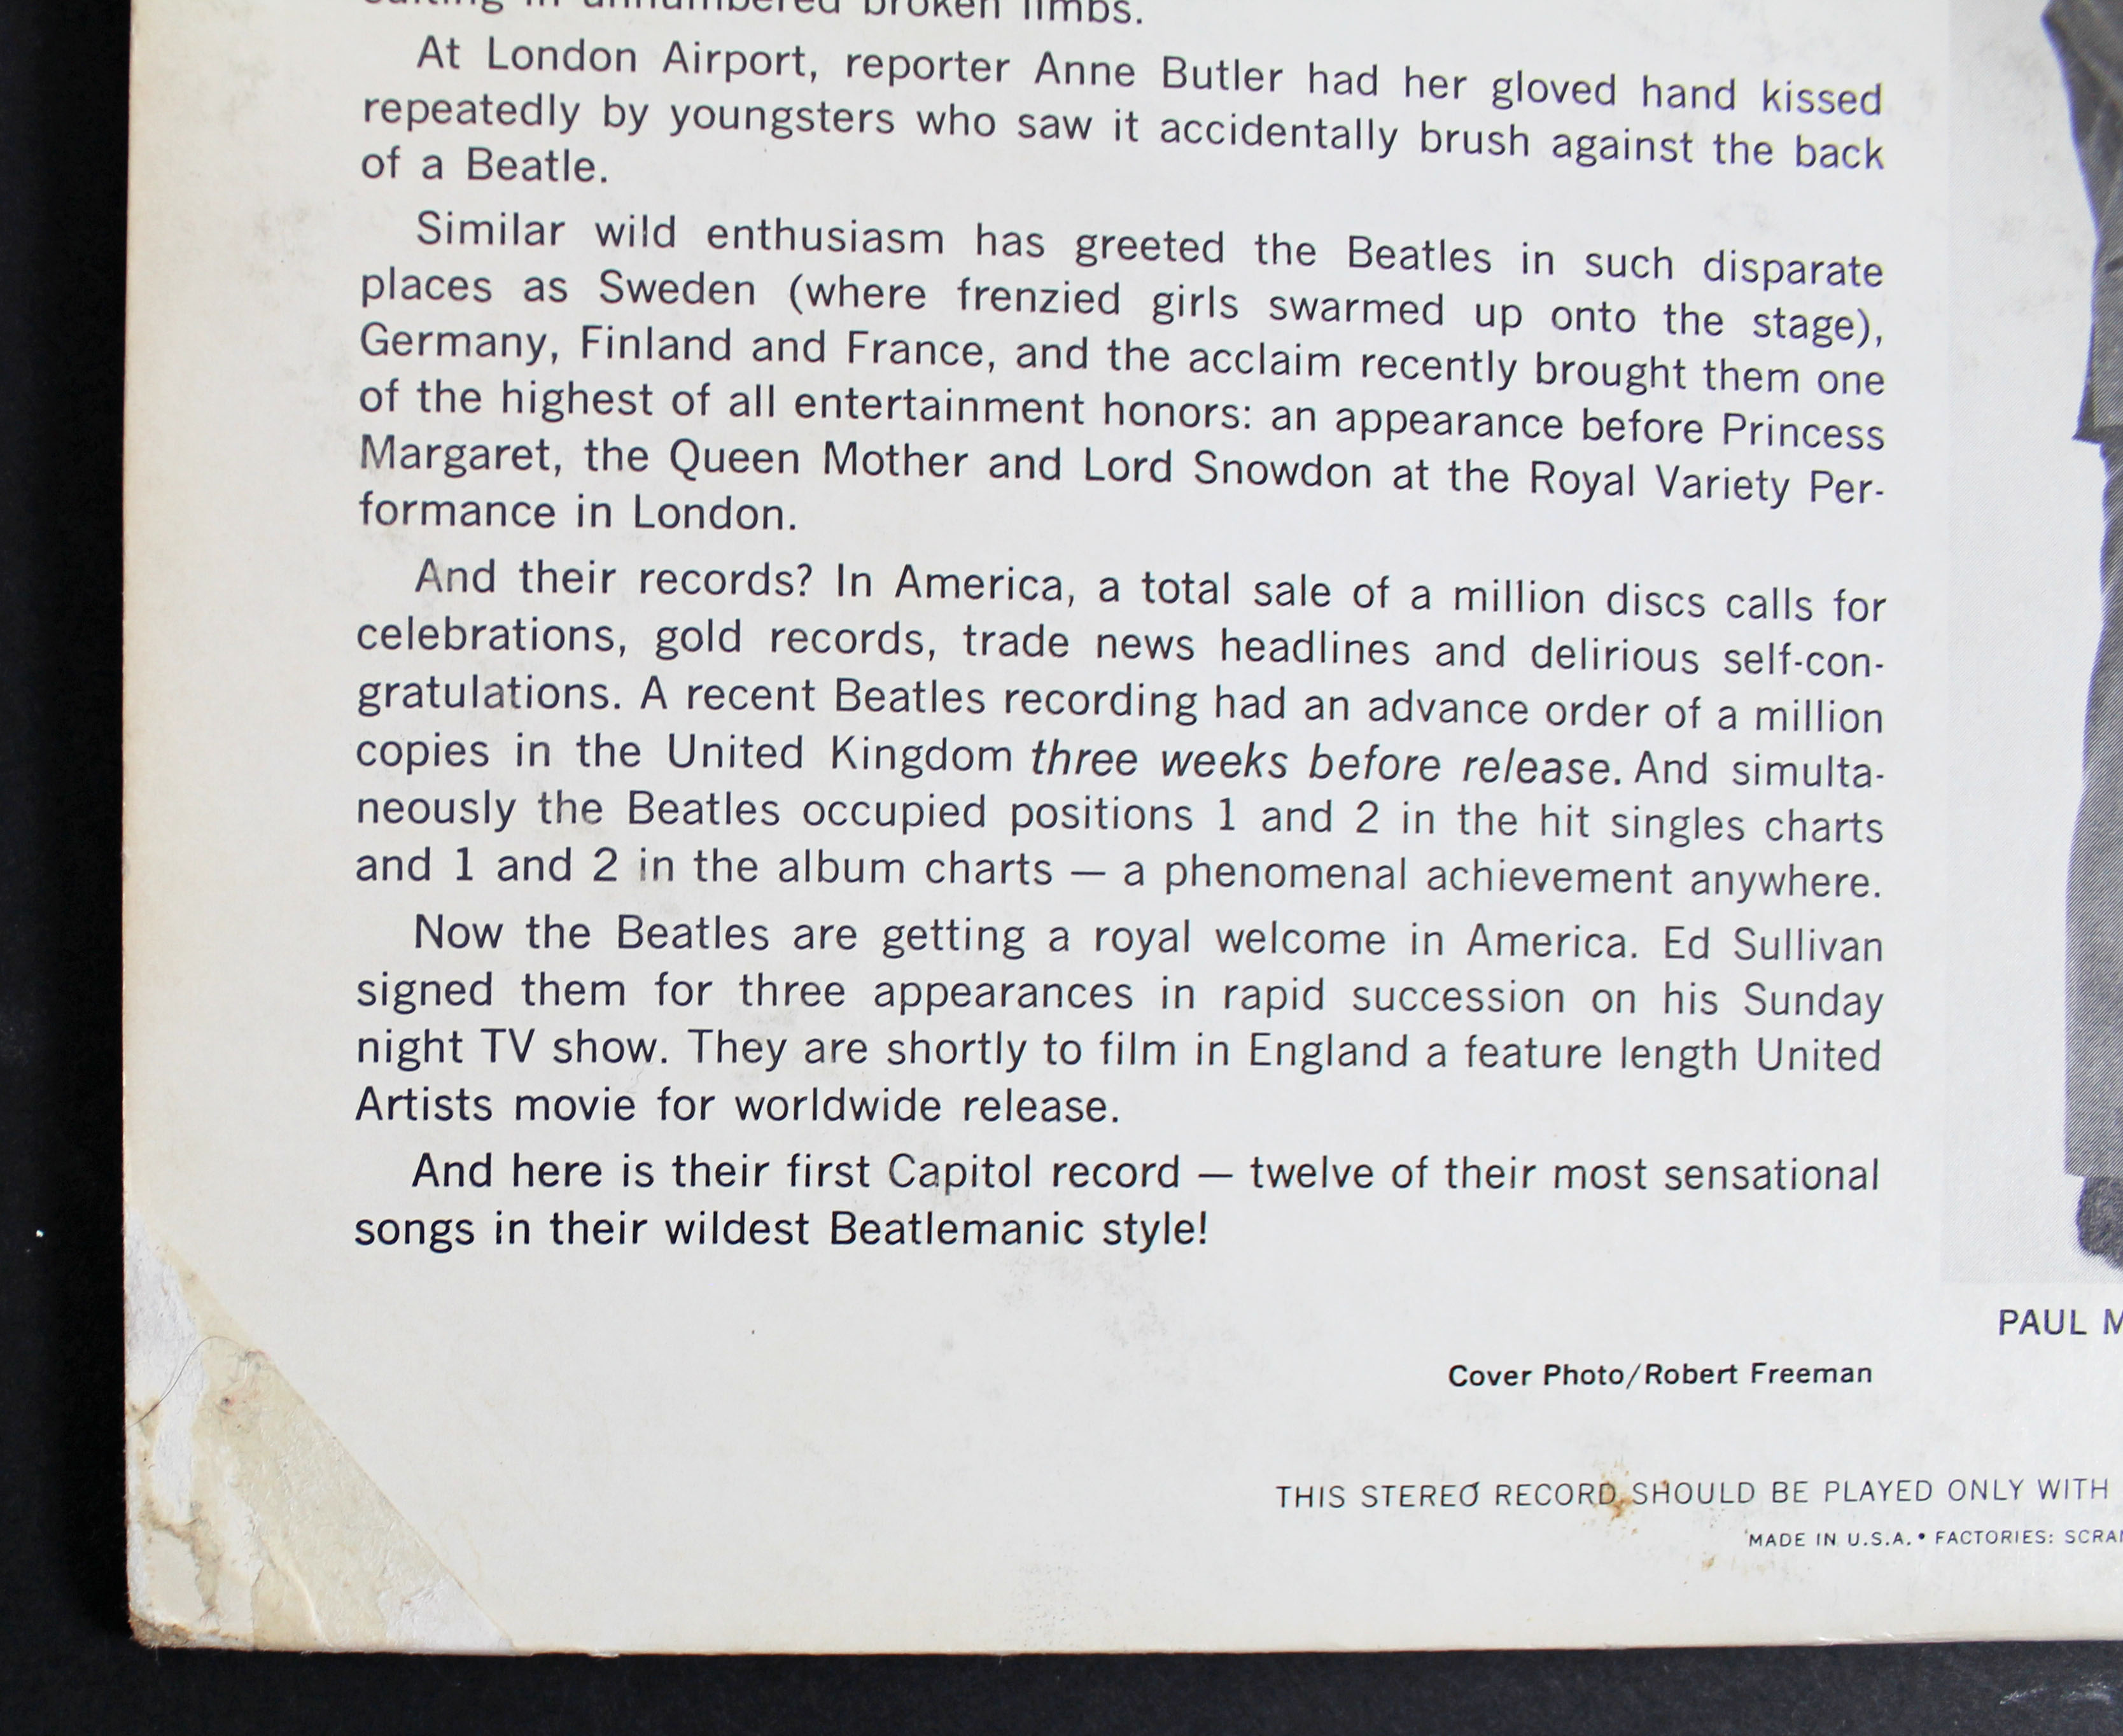 broken limbs.
At London Airport, reporter Anne Butler had her gloved hand kissed
repeatedly by youngsters who saw it accidentally brush against the back
of a Beatle.
Similar wild enthusiasm has greeted the Beatles in such disparate
places as Sweden (where frenzied girls swarmed up onto the stage),
Germany, Finland and France, and the acclaim recently brought them one
of the highest of all entertainment honors: an appearance before Princess
Margaret, the Queen Mother and Lord Snowdon at the Royal Variety Per-
formance in London.
And their records? In America, a total sale of a million discs calls for
celebrations, gold records, trade news headlines and delirious self-con-
gratulations. A recent Beatles recording had an advance order of a million
copies in the United Kingdom three weeks before release. And simulta-
neously the Beatles occupied positions 1 and 2 in the hit singles charts
and 1 and 2 in the album charts — a phenomenal achievement anywhere.
Now the Beatles are getting a royal welcome in America. Ed Sullivan
signed them for three appearances in rapid succession on his Sunday
night TV show. They are shortly to film in England a feature length United
Artists movie for worldwide release.
And here is their first Capitol record — twelve of their most sensational
songs in their wildest Beatlemanic style!
PAUL M
Cover Photo/Robert Freeman
THIS STEREO RECORD SHOULD BE PLAYED ONLY WITH
MADE IN U.S.A. • FACTORIES: SCRA